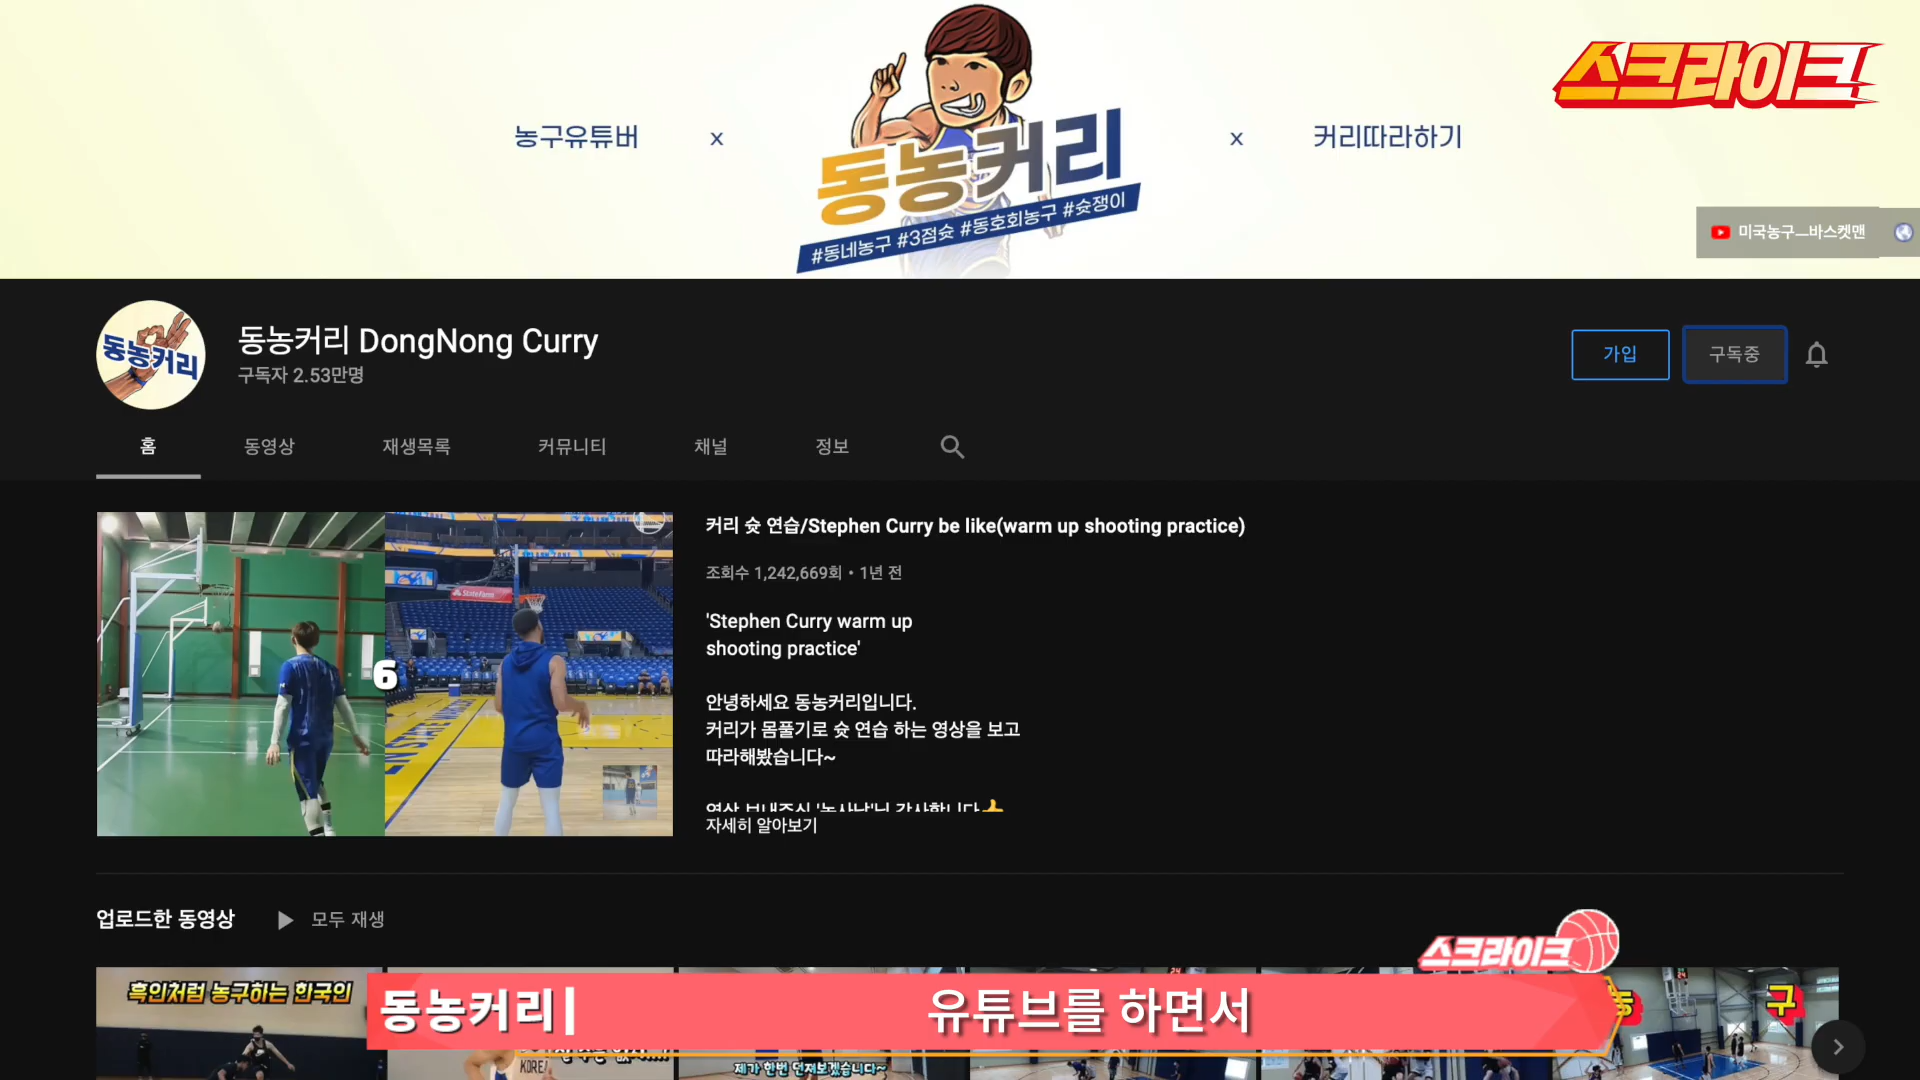 스크라이크
농구유튜버 x 동농커리 x 커리따라하기
#동네농구 #3점슛 #동호회농구 #슛쟁이
미국농구—바스켓맨
동농커리
동농커리 DongNong Curry
구독자 2.53만명
가입
구독중
홈 동영상 재생목록 커뮤니티 채널 정보
커리 슛 연습/Stephen Curry be like(warm up shooting practice)
조회수 1,242,669회 • 1년 전
'Stephen Curry warm up
shooting practice'
안녕하세요 동농커리입니다.
커리가 몸풀기로 슛 연습 하는 영상을 보고
따라해봤습니다~
자세히 알아보기
StateFarm
6
업로드한 동영상
모두 재생
스크라이크
흑인처럼 농구하는 한국인
동농커리| 유튜브를 하면서
구
KOREA
제가 한번 던져보겠습니다~